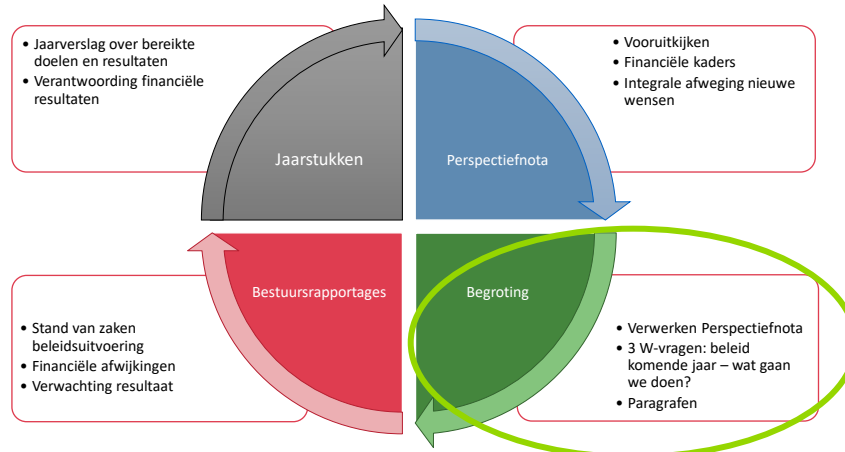 • Jaarverslag over bereikte
doelen en resultaten
• Verantwoording financiële
resultaten
• Vooruitkijken
• Financiële kaders
• Integrale afweging nieuwe
wensen
Jaarstukken
Perspectiefnota
Bestuursrapportages
Begroting
• Stand van zaken
beleidsuitvoering
• Financiële afwijkingen
• Verwachting resultaat
• Verwerken Perspectiefnota
• 3 W-vragen: beleid
komende jaar – wat gaan
we doen?
• Paragrafen